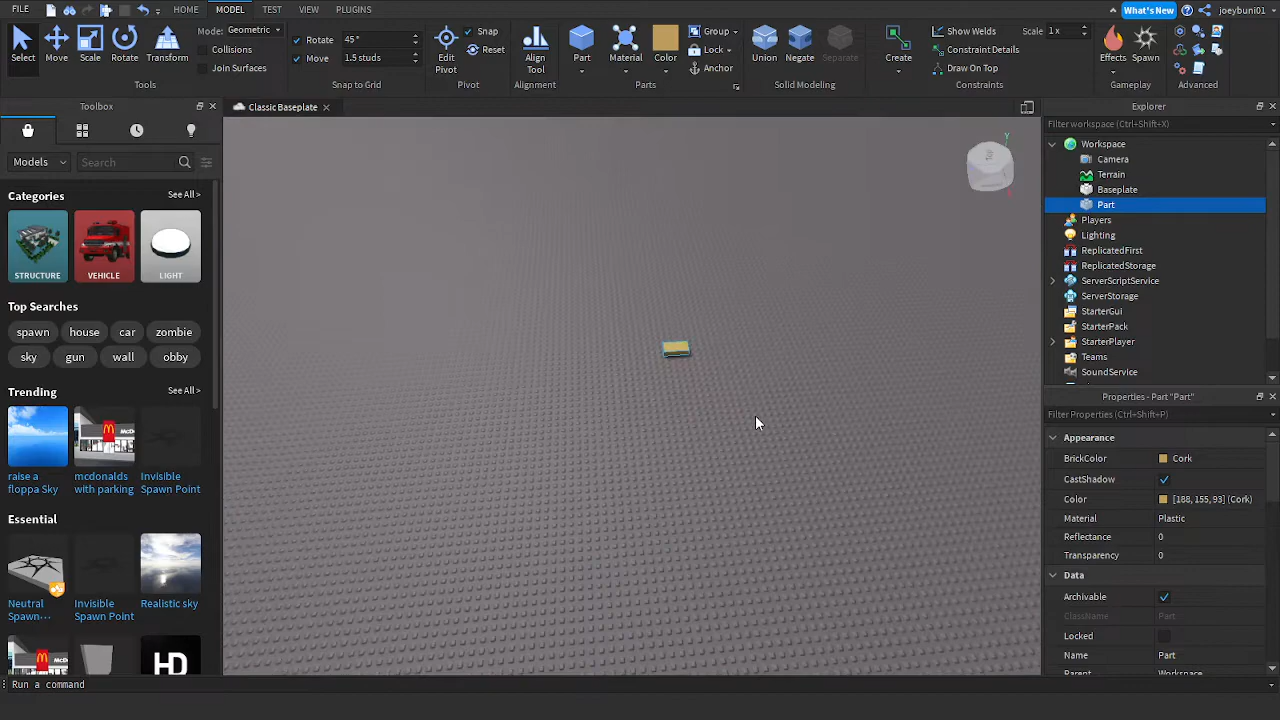 FILE
HOME
MODEL
TEST
VIEW
PLUGINS
What's New
joeybuni01
Select
Move
Scale
Rotate
Transform
Mode: Geometric
Collisions
Join Surfaces
Tools
Rotate 45°
Move 1.5 studs
Snap to Grid
Edit
Pivot
Snap
Reset
Pivot
Align
Tool
Alignment
Part
Material
Color
Group
Lock
Anchor
Parts
Union
Negate
Separate
Solid Modeling
Create
Show Welds
Scale 1x
Constraint Details
Draw On Top
Constraints
Effects
Spawn
Gameplay
Advanced
Toolbox
Models
Search
Categories
See All >
STRUCTURE
VEHICLE
LIGHT
Top Searches
spawn
house
car
zombie
sky
gun
wall
obby
Trending
See All >
raise a
floppa Sky
mcdonalds
with parking
Invisible
Spawn Point
Essential
Neutral
Spawn...
Invisible
Spawn Point
Realistic sky
HD
Classic Baseplate
Y
Explorer
Filter workspace (Ctrl+Shift+X)
Workspace
Camera
Terrain
Baseplate
Part
Players
Lighting
ReplicatedFirst
ReplicatedStorage
ServerScriptService
ServerStorage
StarterGui
StarterPack
StarterPlayer
Teams
SoundService
Properties - Part "Part"
Filter Properties (Ctrl+Shift+P)
Appearance
BrickColor Cork
CastShadow
Color [188, 155, 93] (Cork)
Material Plastic
Reflectance 0
Transparency 0
Data
Archivable
ClassName Part
Locked
Name Part
Parent Workspace
Run a command